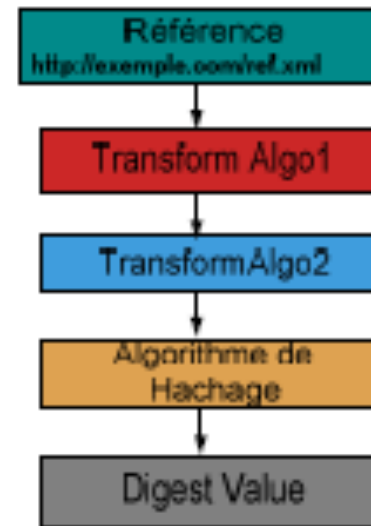 Référence
http://exemple.com/ref.xml
Transform Algo1
TransformAlgo2
Algorithme de
Hachage
Digest Value